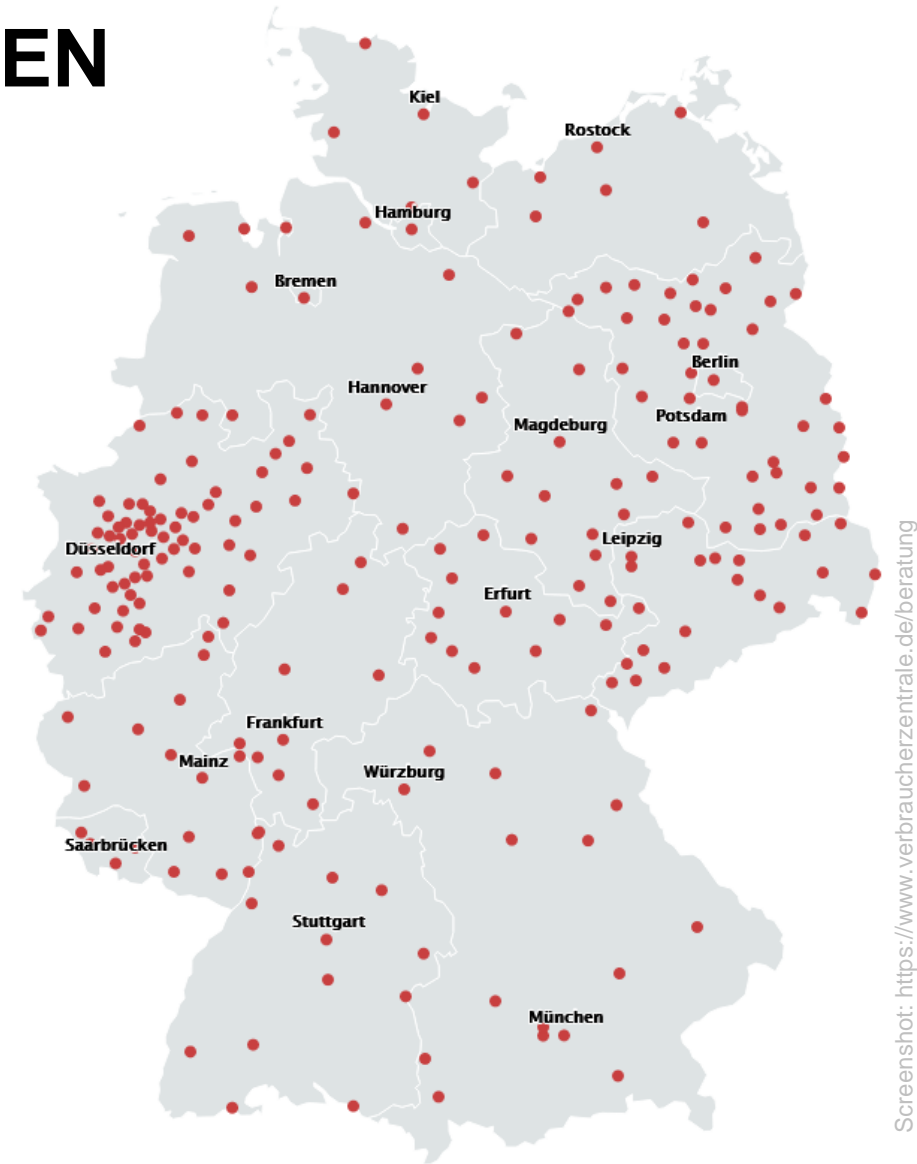 EN
Kiel
Rostock
Hamburg
Bremen
Berlin
Hannover
Potsdam
Magdeburg
Leipzig
Düsseldorf
Erfurt
Frankfurt
Mainz
Würzburg
Saarbrücken
Stuttgart
München
Screenshot: https://www.verbraucherzentrale.de/beratung